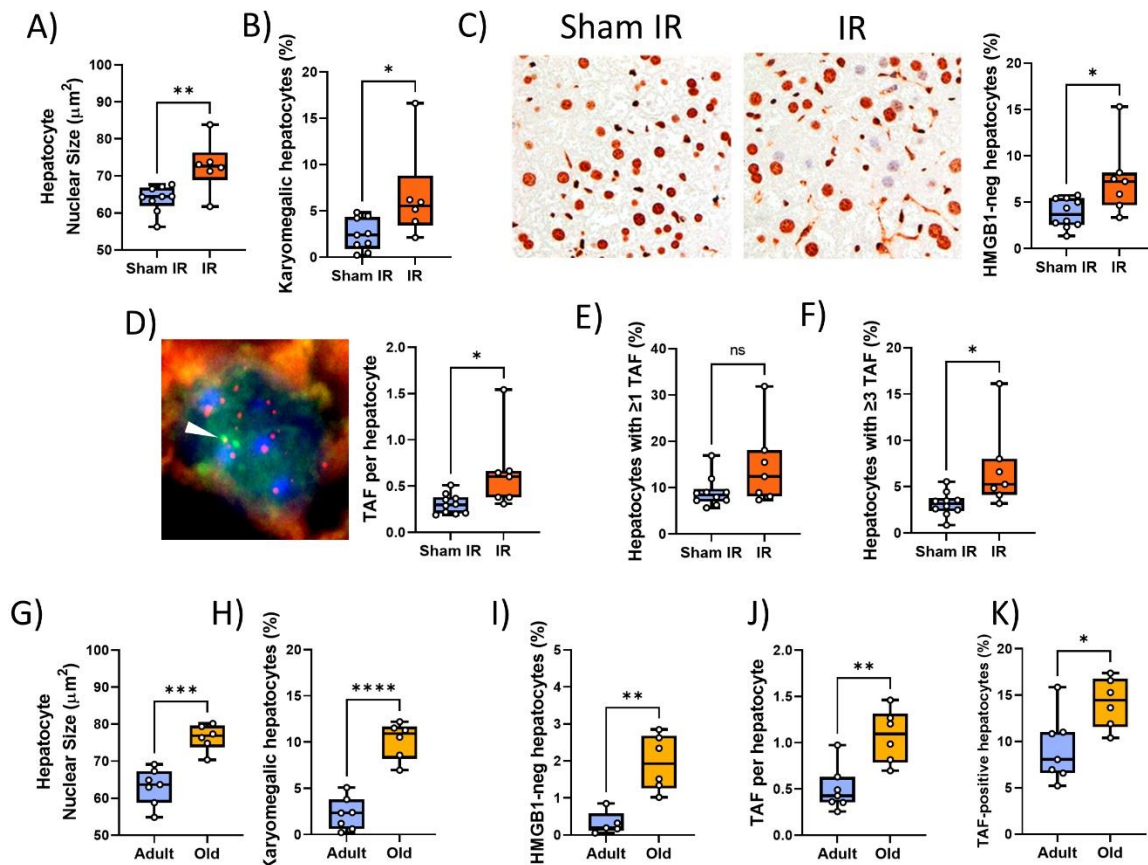 A)
Hepatocyte
Nuclear Size (μm²)
100
90
80
70
60
50
**
Sham IR
IR
B)
Karyomegalic hepatocytes (%)
20
15
10
5
0
*
Sham IR
IR
C)
Sham IR
IR
HMGB1-neg hepatocytes (%)
20
15
10
5
0
*
Sham IR
IR
D)
TAF per hepatocyte
2.0
1.5
1.0
0.5
0.0
*
Sham IR
IR
E)
Hepatocytes with ≥1 TAF (%)
40
30
20
10
0
ns
Sham IR
IR
F)
Hepatocytes with ≥3 TAF (%)
20
15
10
5
0
*
Sham IR
IR
G)
Hepatocyte
Nuclear Size (μm²)
100
90
80
70
60
50
***
Adult
Old
H)
Karyomegalic hepatocytes (%)
20
15
10
5
0
****
Adult
Old
I)
HMGB1-neg hepatocytes (%)
5
4
3
2
1
0
**
Adult
Old
J)
TAF per hepatocyte
2.0
1.5
1.0
0.5
0.0
**
Adult
Old
K)
TAF-positive hepatocytes (%)
20
15
10
5
0
*
Adult
Old